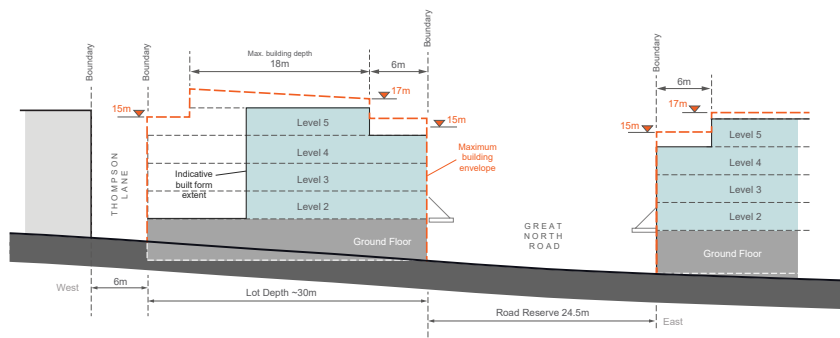 Boundary
Boundary
Max. building depth
18m
6m
Boundary
Boundary
6m
15m
17m
15m
17m
15m
Level 5
Level 4
Level 3
Level 2
Ground Floor
Indicative
built form
extent
Maximum
building
envelope
THOMPSON
LANE
GREAT
NORTH
ROAD
Level 5
Level 4
Level 3
Level 2
Ground Floor
West
6m
Lot Depth ~30m
Road Reserve 24.5m
East